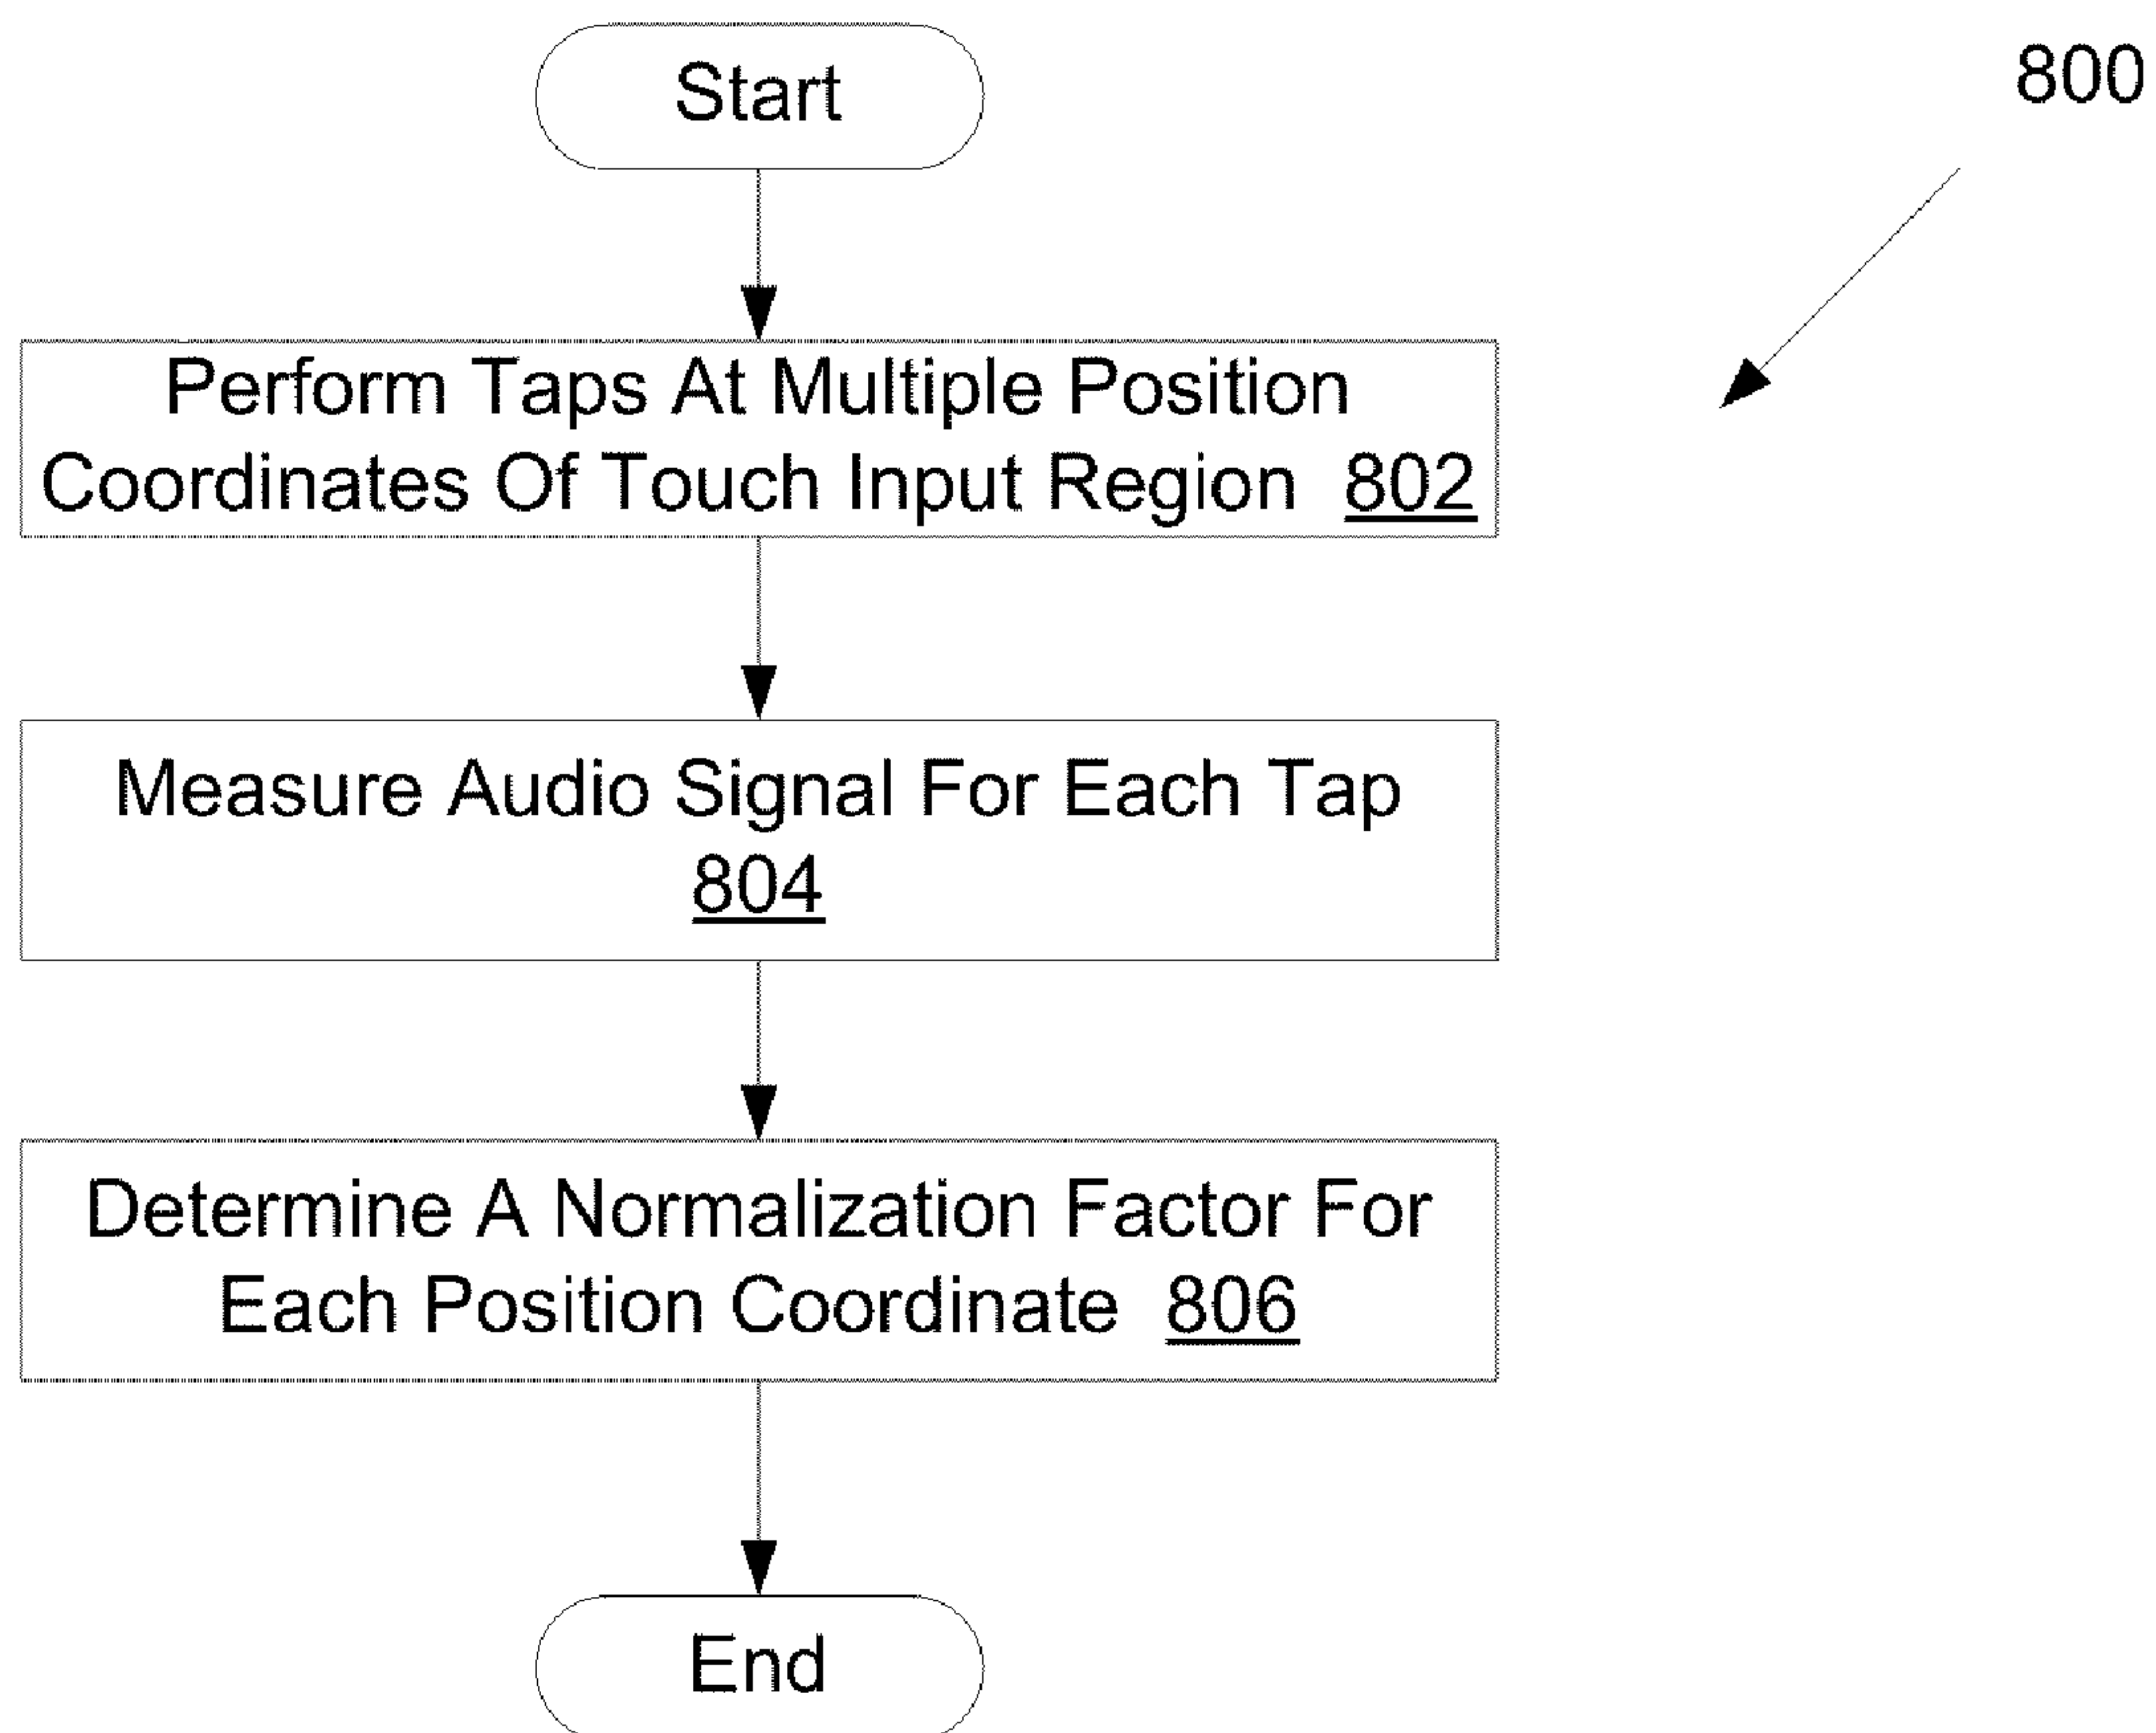 Start
800
Perform Taps At Multiple Position
Coordinates Of Touch Input Region 802
Measure Audio Signal For Each Tap
804
Determine A Normalization Factor For
Each Position Coordinate 806
End